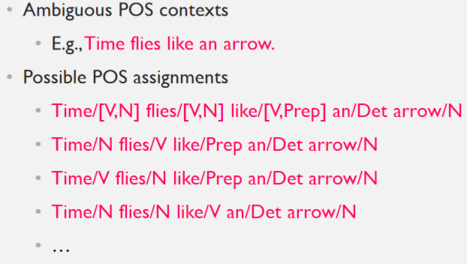 • Ambiguous POS contexts
• E.g., Time flies like an arrow.
• Possible POS assignments
• Time/[V,N] flies/[V,N] like/[V,Prep] an/Det arrow/N
• Time/N flies/V like/Prep an/Det arrow/N
• Time/V flies/N like/Prep an/Det arrow/N
• Time/N flies/N like/V an/Det arrow/N
• ...